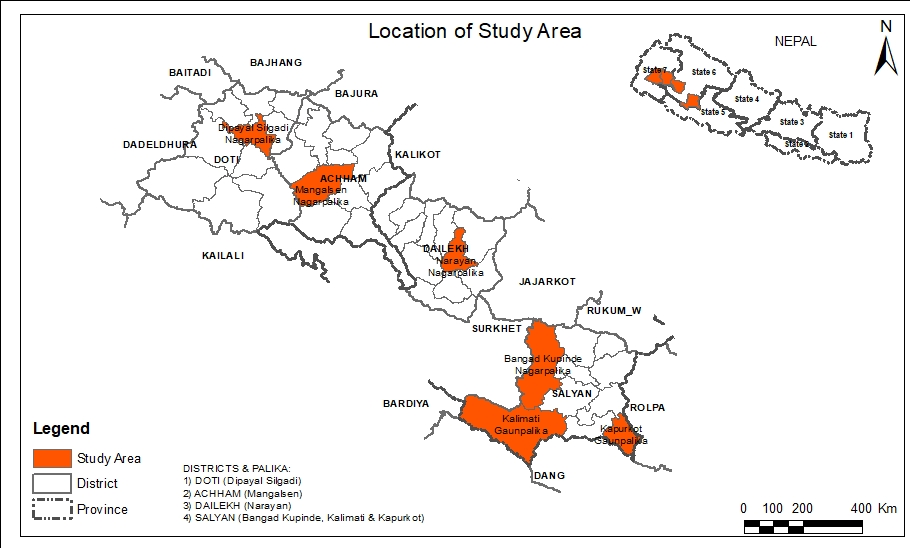 Location of Study Area
N
NEPAL
State 7
State 6
State 4
State 5
State 3
State 1
BAJHANG
BAITADI
BAJURA
Dipayal Silgadi
Nagarpalika
DADELDHURA
DOTI
KALIKOT
ACHHAM
Mangalsen
Nagarpalika
KAILALI
DAILEKH
Narayan
Nagarpalika
JAJARKOT
RUKUM_W
SURKHET
Bangad Kupinde
Nagarpalika
SALYAN
BARDIYA
ROLPA
Kalimati
Gaunpalika
Kapurkot
Gaunpalika
DANG
Legend
Study Area
District
Province
DISTRICTS & PALIKA:
1) DOTI (Dipayal Silgadi)
2) ACHHAM (Mangalsen)
3) DAILEKH (Narayan)
4) SALYAN (Bangad Kupinde, Kalimati & Kapurkot)
0 100 200 400 Km